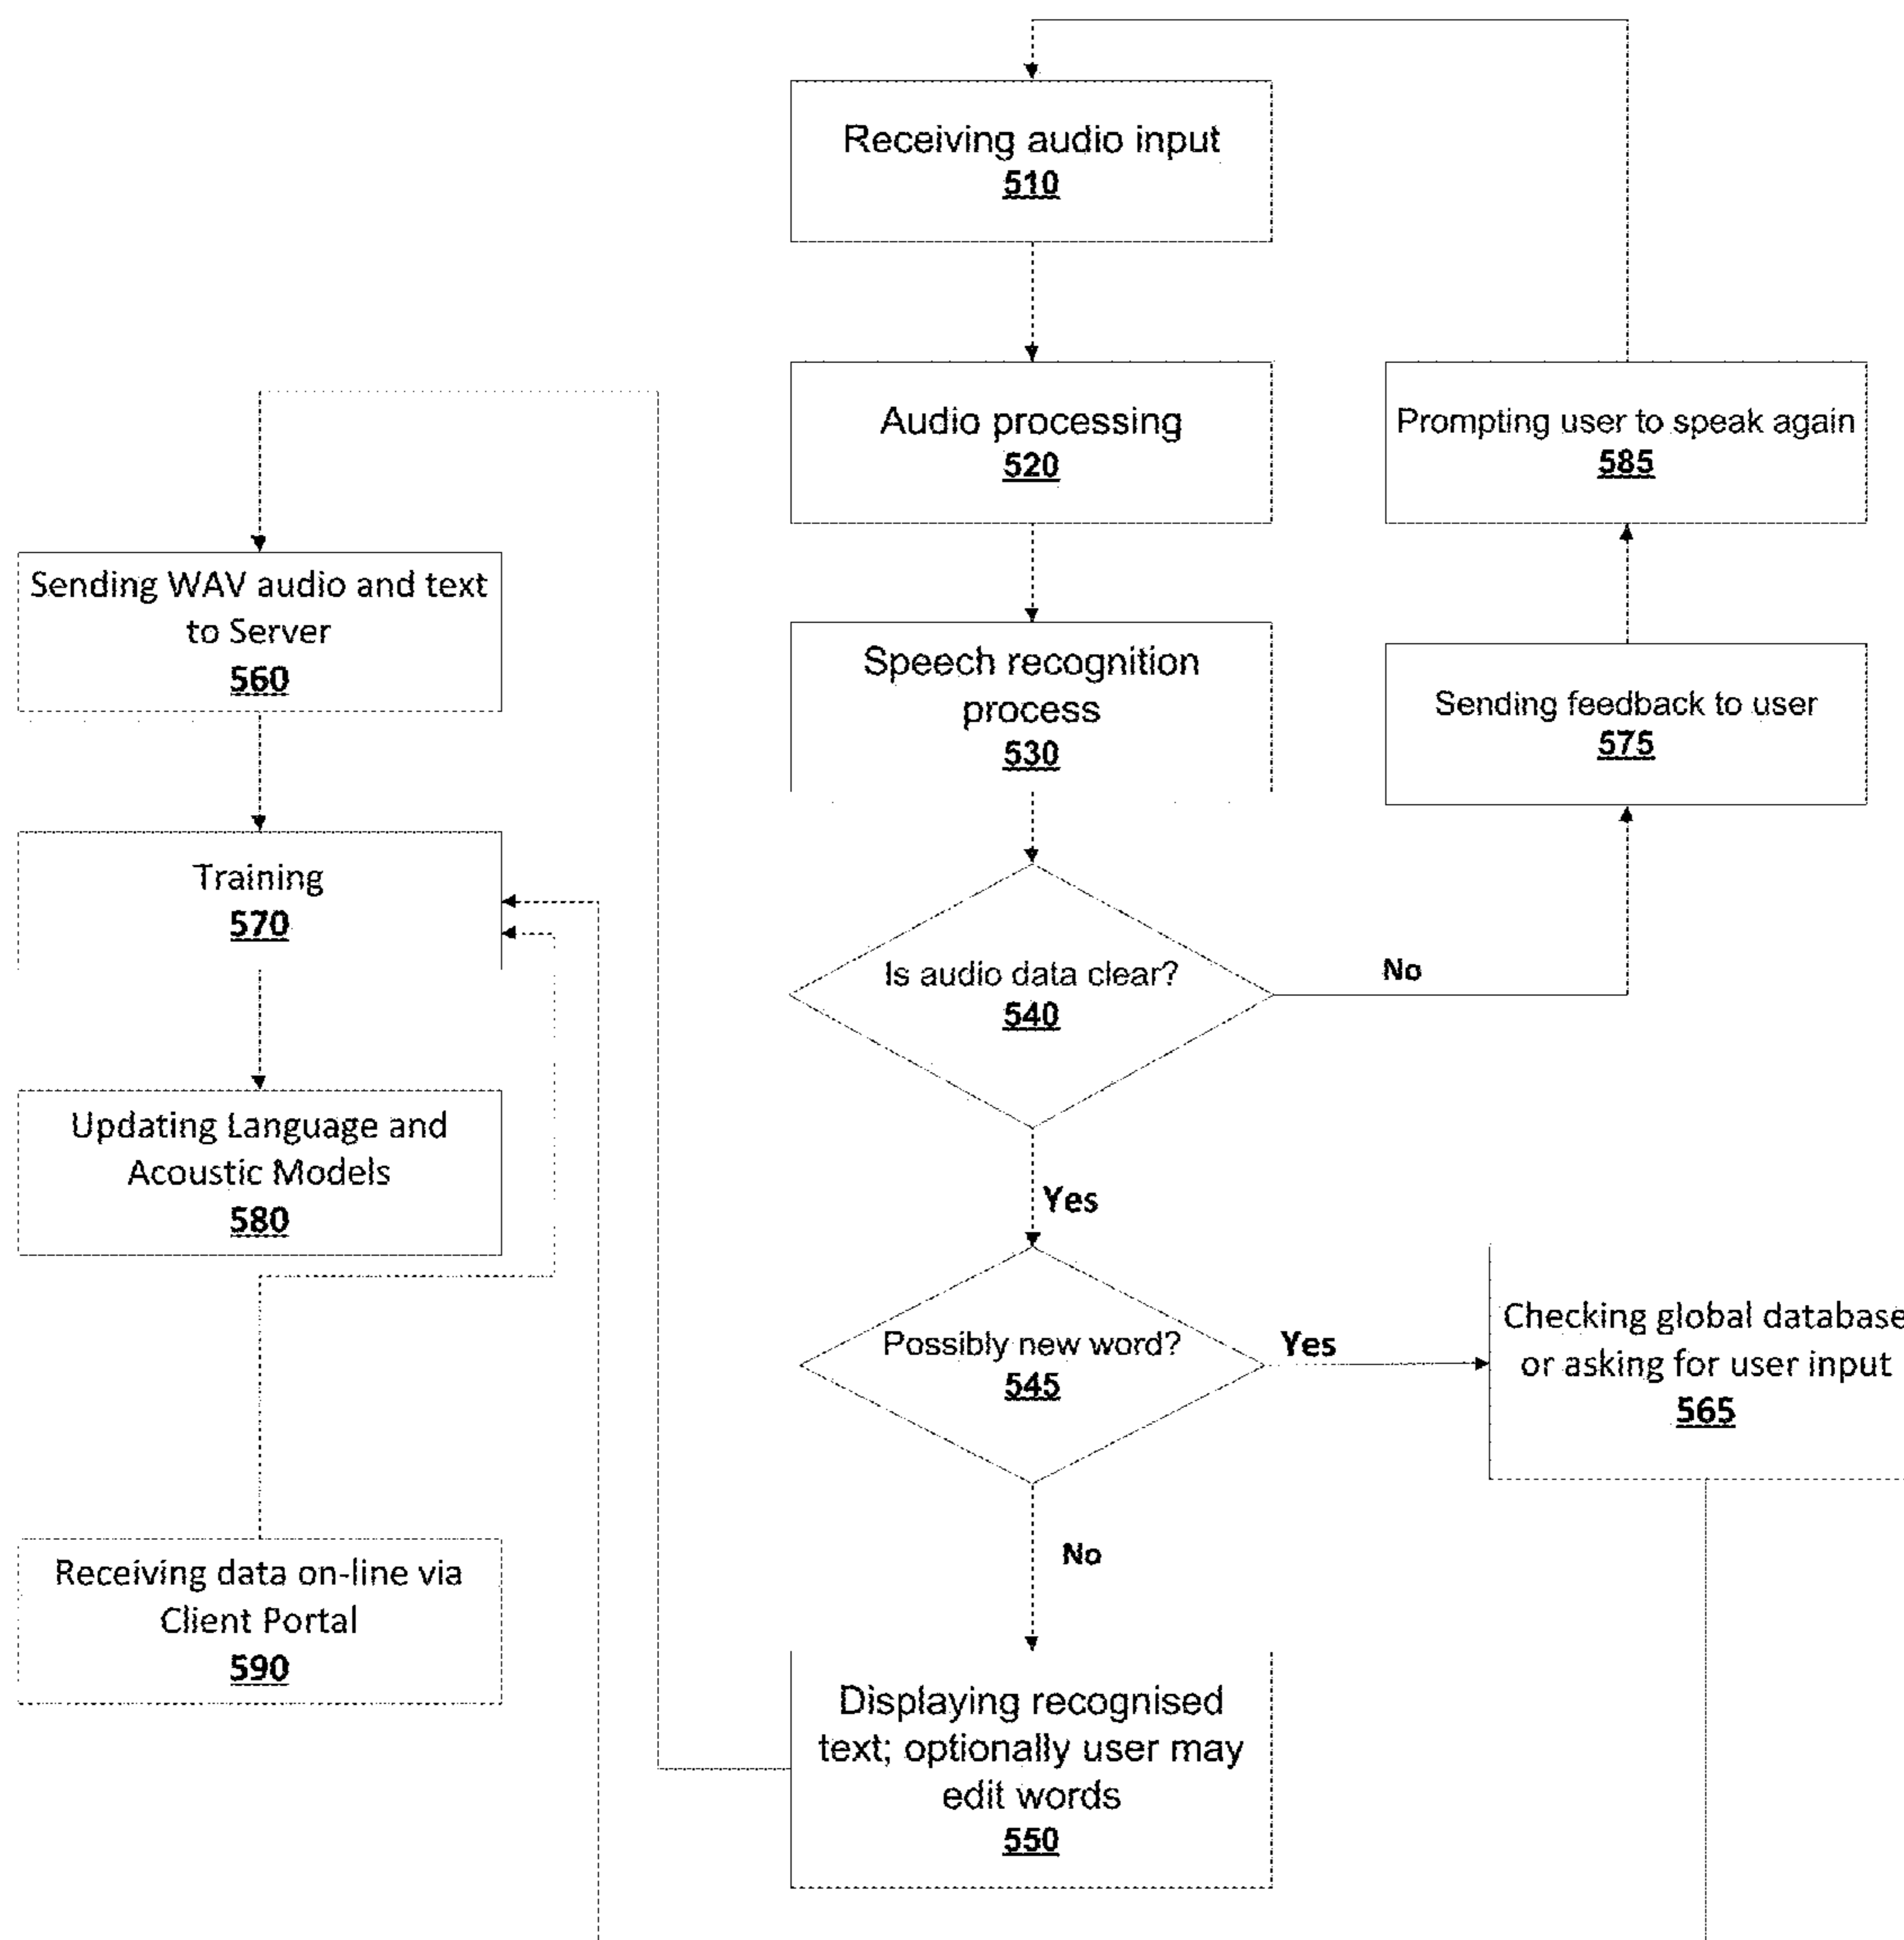 Receiving audio input
510
Audio processing
520
Prompting user to speak again
585
Sending WAV audio and text
to Server
560
Speech recognition
process
530
Sending feedback to user
575
Training
570
Is audio data clear?
540
No
Updating Language and
Acoustic Models
580
Yes
Possibly new word?
545
Yes
Checking global database
or asking for user input
565
No
Receiving data on-line via
Client Portal
590
Displaying recognised
text; optionally user may
edit words
550